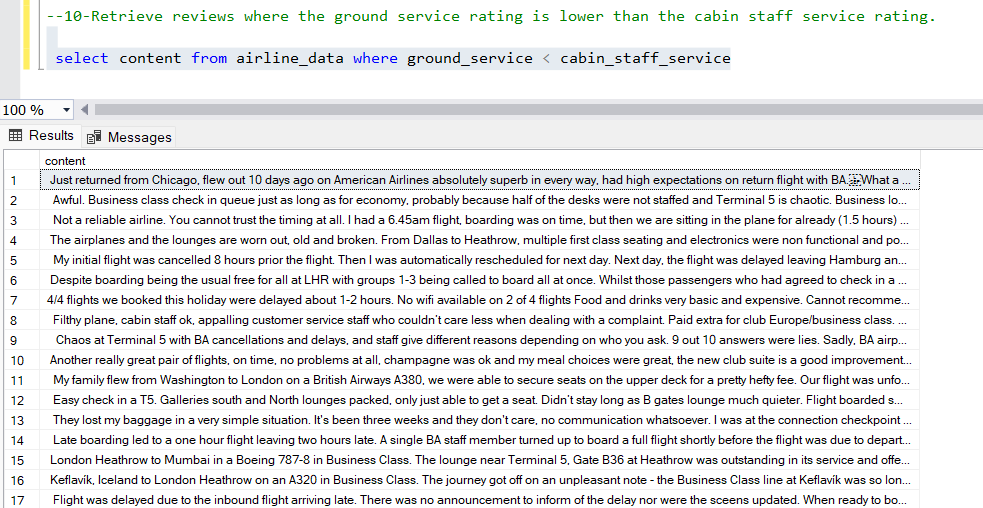 --10-Retrieve reviews where the ground service rating is lower than the cabin staff service rating.
select content from airline_data where ground_service < cabin_staff_service
100 %
Results Messages
content
1 Just returned from Chicago, flew out 10 days ago on American Airlines absolutely superb in every way, had high expectations on return flight with BA. What a ...
2 Awful. Business class check in queue just as long as for economy, probably because half of the desks were not staffed and Terminal 5 is chaotic. Business lo...
3 Not a reliable airline. You cannot trust the timing at all. I had a 6.45am flight, boarding was on time, but then we are sitting in the plane for already (1.5 hours) ...
4 The airplanes and the lounges are worn out, old and broken. From Dallas to Heathrow, multiple first class seating and electronics were non functional and po...
5 My initial flight was cancelled 8 hours prior the flight. Then I was automatically rescheduled for next day. Next day, the flight was delayed leaving Hamburg an...
6 Despite boarding being the usual free for all at LHR with groups 1-3 being called to board all at once. Whilst those passengers who had agreed to check in a ...
7 4/4 flights we booked this holiday were delayed about 1-2 hours. No wifi available on 2 of 4 flights Food and drinks very basic and expensive. Cannot recomme...
8 Filthy plane, cabin staff ok, appalling customer service staff who couldn't care less when dealing with a complaint. Paid extra for club Europe/business class. ...
9 Chaos at Terminal 5 with BA cancellations and delays, and staff give different reasons depending on who you ask. 9 out 10 answers were lies. Sadly, BA airp...
10 Another really great pair of flights, on time, no problems at all, champagne was ok and my meal choices were great, the new club suite is a good improvement...
11 My family flew from Washington to London on a British Airways A380, we were able to secure seats on the upper deck for a pretty hefty fee. Our flight was unfo...
12 Easy check in a T5. Galleries south and North lounges packed, only just able to get a seat. Didn't stay long as B gates lounge much quieter. Flight boarded s...
13 They lost my baggage in a very simple situation. It's been three weeks and they don't care, no communication whatsoever. I was at the connection checkpoint ...
14 Late boarding led to a one hour flight leaving two hours late. A single BA staff member turned up to board a full flight shortly before the flight was due to depart...
15 London Heathrow to Mumbai in a Boeing 787-8 in Business Class. The lounge near Terminal 5, Gate B36 at Heathrow was outstanding in its service and offe...
16 Keflavík, Iceland to London Heathrow on an A320 in Business Class. The journey got off on an unpleasant note - the Business Class line at Keflavík was so lon...
17 Flight was delayed due to the inbound flight arriving late. There was no announcement to inform of the delay nor were the sceens updated. When ready to bo...